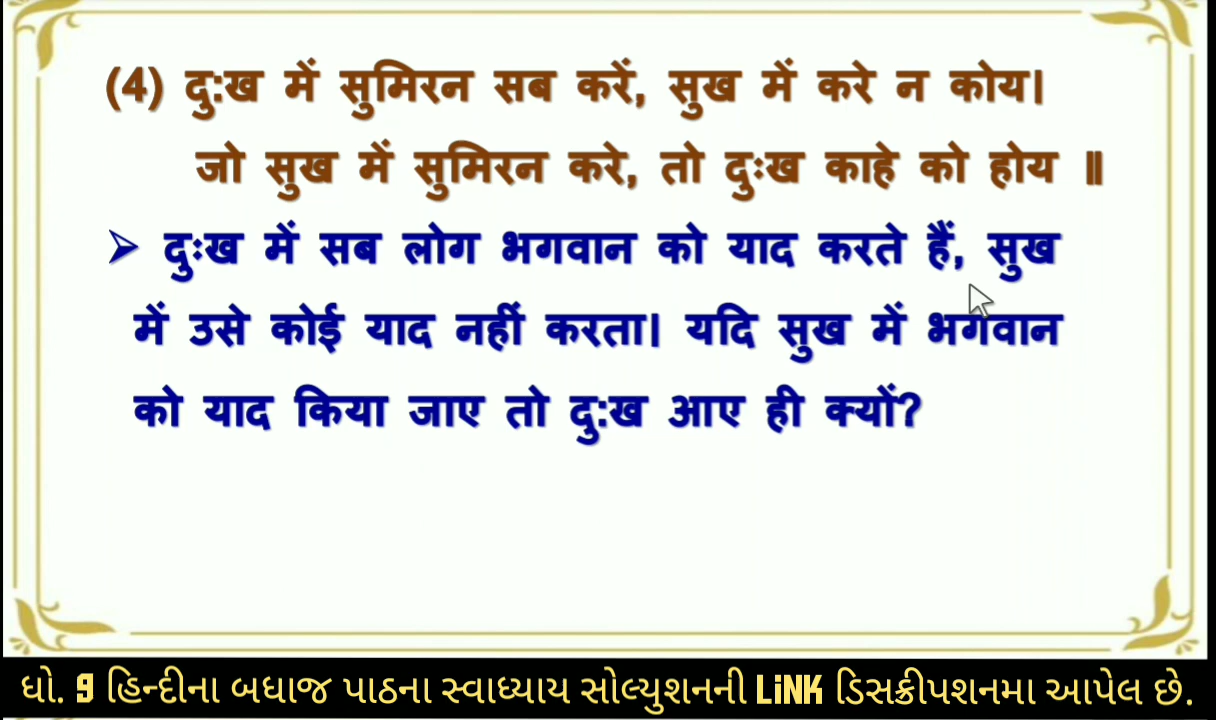 (4) दु:ख में सुमिरन सब करें, सुख में करे न कोय।
जो सुख में सुमिरन करे, तो दुःख काहे को होय ॥
➢ दुःख में सब लोग भगवान को याद करते हैं, सुख
में उसे कोई याद नहीं करता। यदि सुख में भगवान
को याद किया जाए तो दु:ख आए ही क्यों?
ધો. 9 હિન્દીના બધાજ પાઠના સ્વાધ્યાય સોલ્યુશનની LiNK ડિસક્રીપશનમા આપેલ છે.